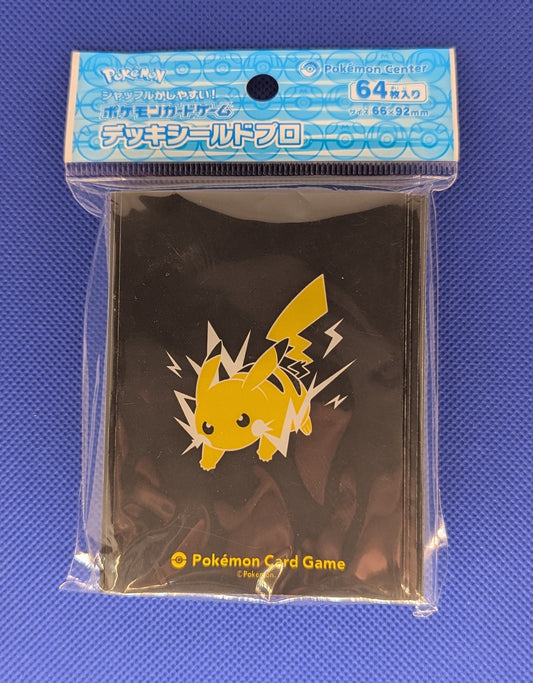 Pokémon
Pokémon Center
シャッフルがしやすい!
ポケモンカードゲーム
デッキシールドプロ
64枚入り
サイズ 66×92mm
Pokémon Card Game
©Pokémon.